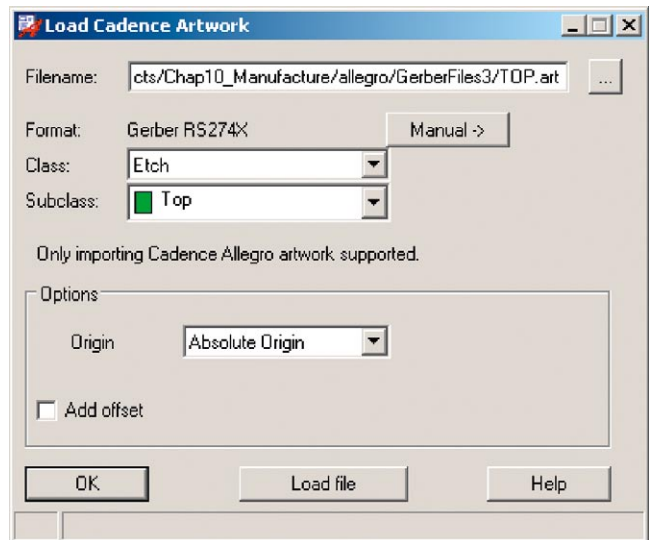 Load Cadence Artwork
Filename: cts/Chap10_Manufacture/allegro/GerberFiles3/TOP.art ...
Format: Gerber RS274X Manual ->
Class: Etch
Subclass: Top
Only importing Cadence Allegro artwork supported.
Options
Origin Absolute Origin
Add offset
OK Load file Help